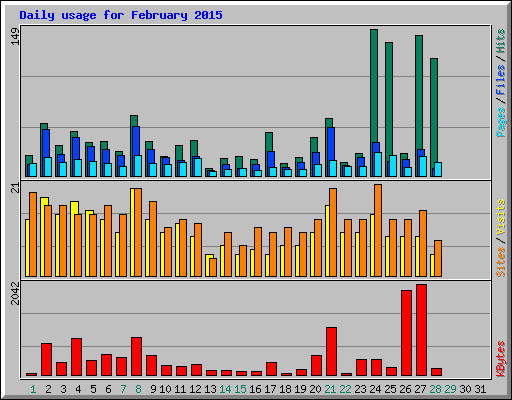 Daily usage for February 2015
149
Pages / Files / Hits
21
Sites / Visits
2042
KBytes
1 2 3 4 5 6 7 8 9 10 11 12 13 14 15 16 17 18 19 20 21 22 23 24 25 26 27 28 29 30 31